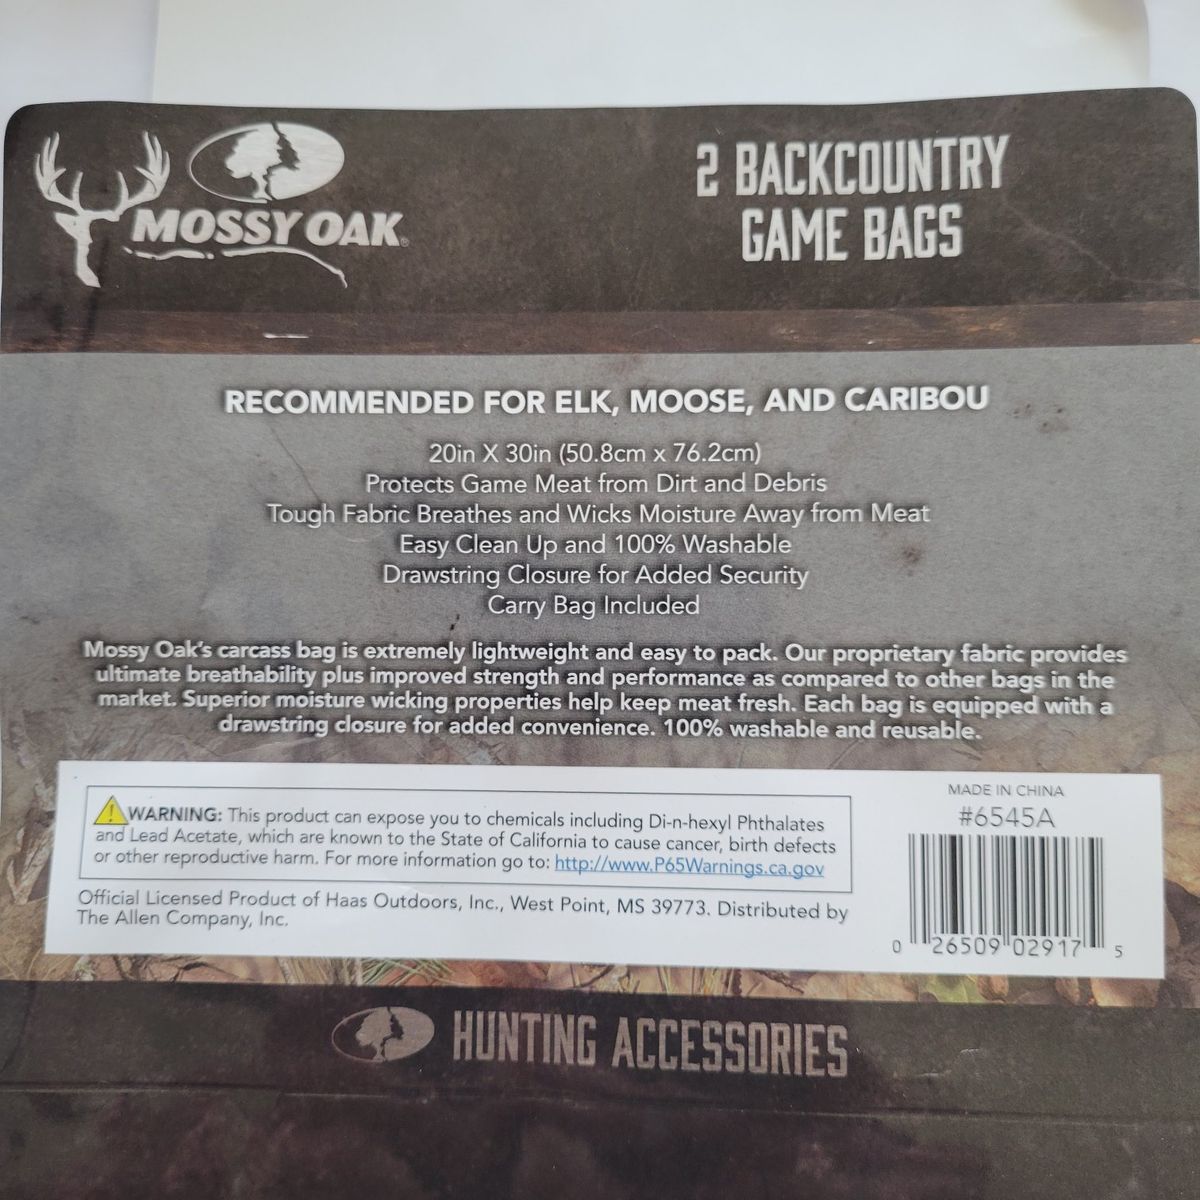 MOSSY OAK®
2 BACKCOUNTRY
GAME BAGS
RECOMMENDED FOR ELK, MOOSE, AND CARIBOU
20in X 30in (50.8cm x 76.2cm)
Protects Game Meat from Dirt and Debris
Tough Fabric Breathes and Wicks Moisture Away from Meat
Easy Clean Up and 100% Washable
Drawstring Closure for Added Security
Carry Bag Included
Mossy Oak's carcass bag is extremely lightweight and easy to pack. Our proprietary fabric provides
ultimate breathability plus improved strength and performance as compared to other bags in the
market. Superior moisture wicking properties help keep meat fresh. Each bag is equipped with a
drawstring closure for added convenience. 100% washable and reusable.
WARNING: This product can expose you to chemicals including Di-n-hexyl Phthalates
and Lead Acetate, which are known to the State of California to cause cancer, birth defects
or other reproductive harm. For more information go to: http://www.P65Warnings.ca.gov
Official Licensed Product of Haas Outdoors, Inc., West Point, MS 39773. Distributed by
The Allen Company, Inc.
MADE IN CHINA
#6545A
0 26509 02917 5
HUNTING ACCESSORIES